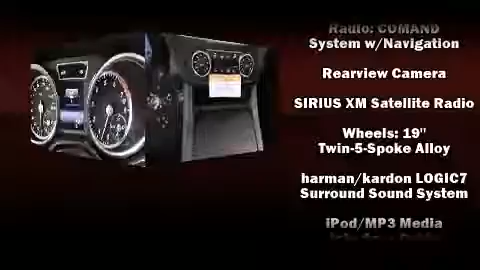 Radio: COMAND
System w/Navigation
Rearview Camera
SIRIUS XM Satellite Radio
Wheels: 19"
Twin-5-Spoke Alloy
harman/kardon LOGIC7
Surround Sound System
iPod/MP3 Media